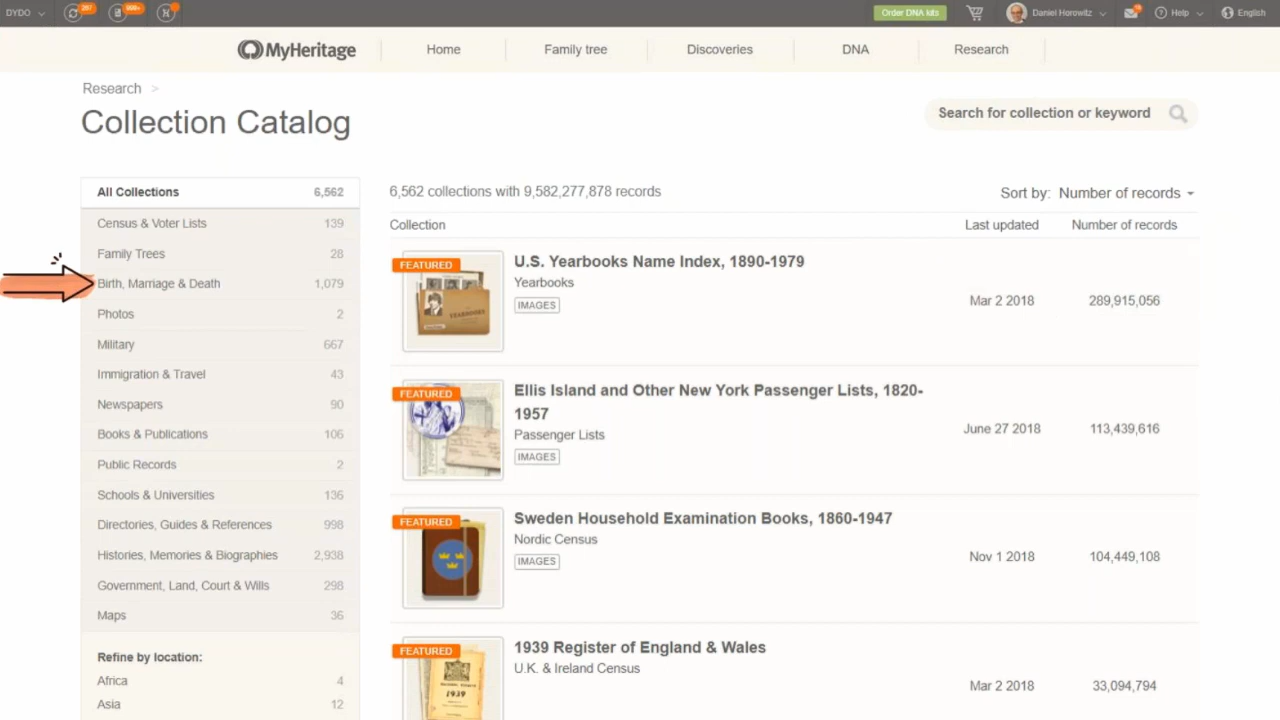 DYDO
267
999+
Order DNA kits
Daniel Horowitz
Help
English
MyHeritage
Home
Family tree
Discoveries
DNA
Research
Research >
Collection Catalog
Search for collection or keyword
All Collections 6,562
Census & Voter Lists 139
Family Trees 28
Birth, Marriage & Death 1,079
Photos 2
Military 667
Immigration & Travel 43
Newspapers 90
Books & Publications 106
Public Records 2
Schools & Universities 136
Directories, Guides & References 998
Histories, Memories & Biographies 2,938
Government, Land, Court & Wills 298
Maps 36
Refine by location:
Africa 4
Asia 12
6,562 collections with 9,582,277,878 records
Sort by: Number of records
Collection Last updated Number of records
FEATURED
YEARBOOKS
U.S. Yearbooks Name Index, 1890-1979
Yearbooks
IMAGES
Mar 2 2018 289,915,056
FEATURED
Ellis Island and Other New York Passenger Lists, 1820-
1957
Passenger Lists
IMAGES
June 27 2018 113,439,616
FEATURED
Sweden Household Examination Books, 1860-1947
Nordic Census
IMAGES
Nov 1 2018 104,449,108
FEATURED
1939
1939 Register of England & Wales
U.K. & Ireland Census
Mar 2 2018 33,094,794